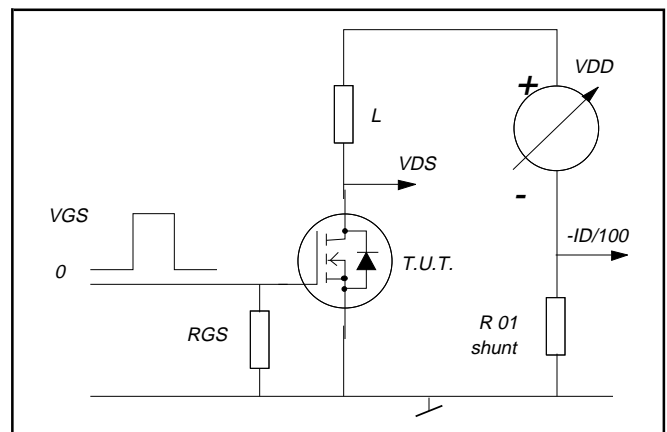 +
VDD
L
VDS
-
VGS
-ID/100
0
T.U.T.
RGS
R 01
shunt